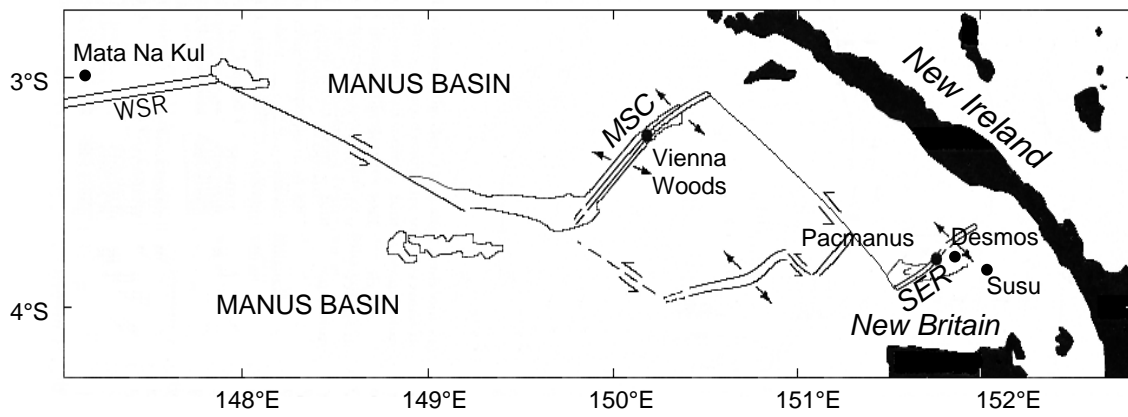 Mata Na Kul
3°S
WSR
MANUS BASIN
MSC
New Ireland
Vienna
Woods
Pacmanus
Desmos
SER
Susu
MANUS BASIN
4°S
New Britain
148°E
149°E
150°E
151°E
152°E